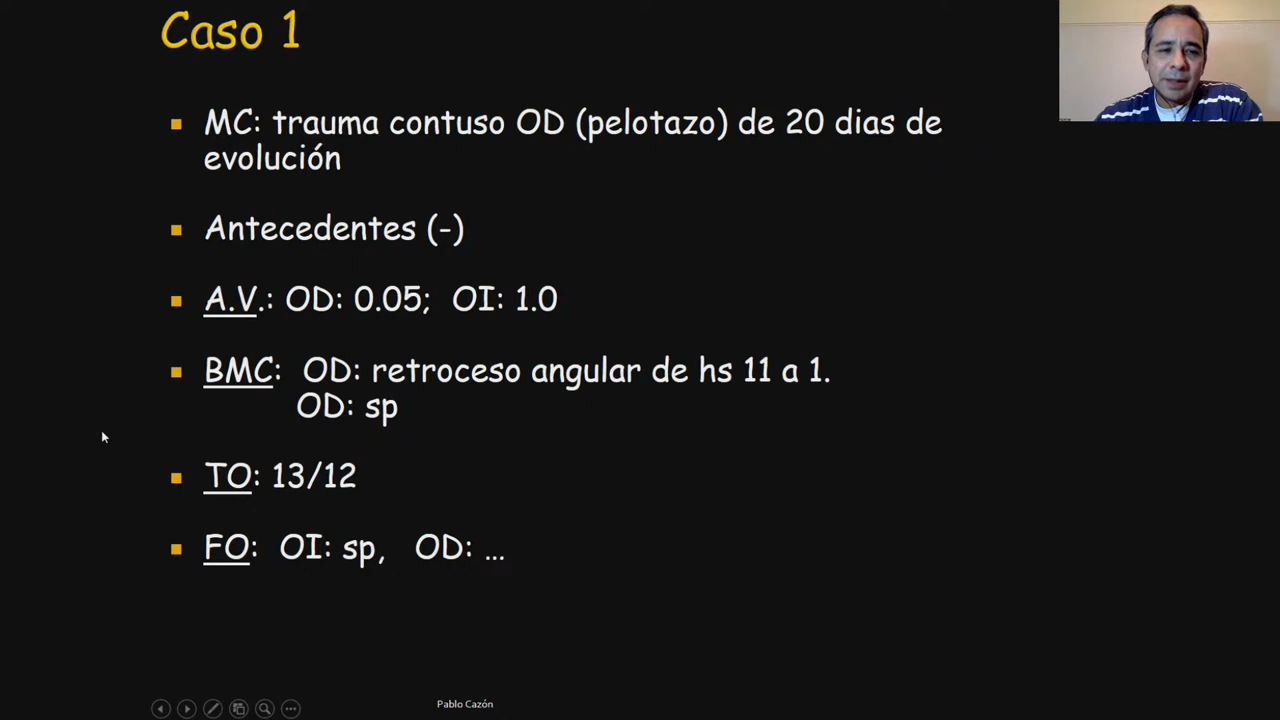 Caso 1
MC: trauma contuso OD (pelotazo) de 20 dias de
evolución
Antecedentes (-)
A.V.: OD: 0.05; OI: 1.0
BMC: OD: retroceso angular de hs 11 a 1.
OD: sp
TO: 13/12
FO: OI: sp, OD: ...
Pablo Cazón